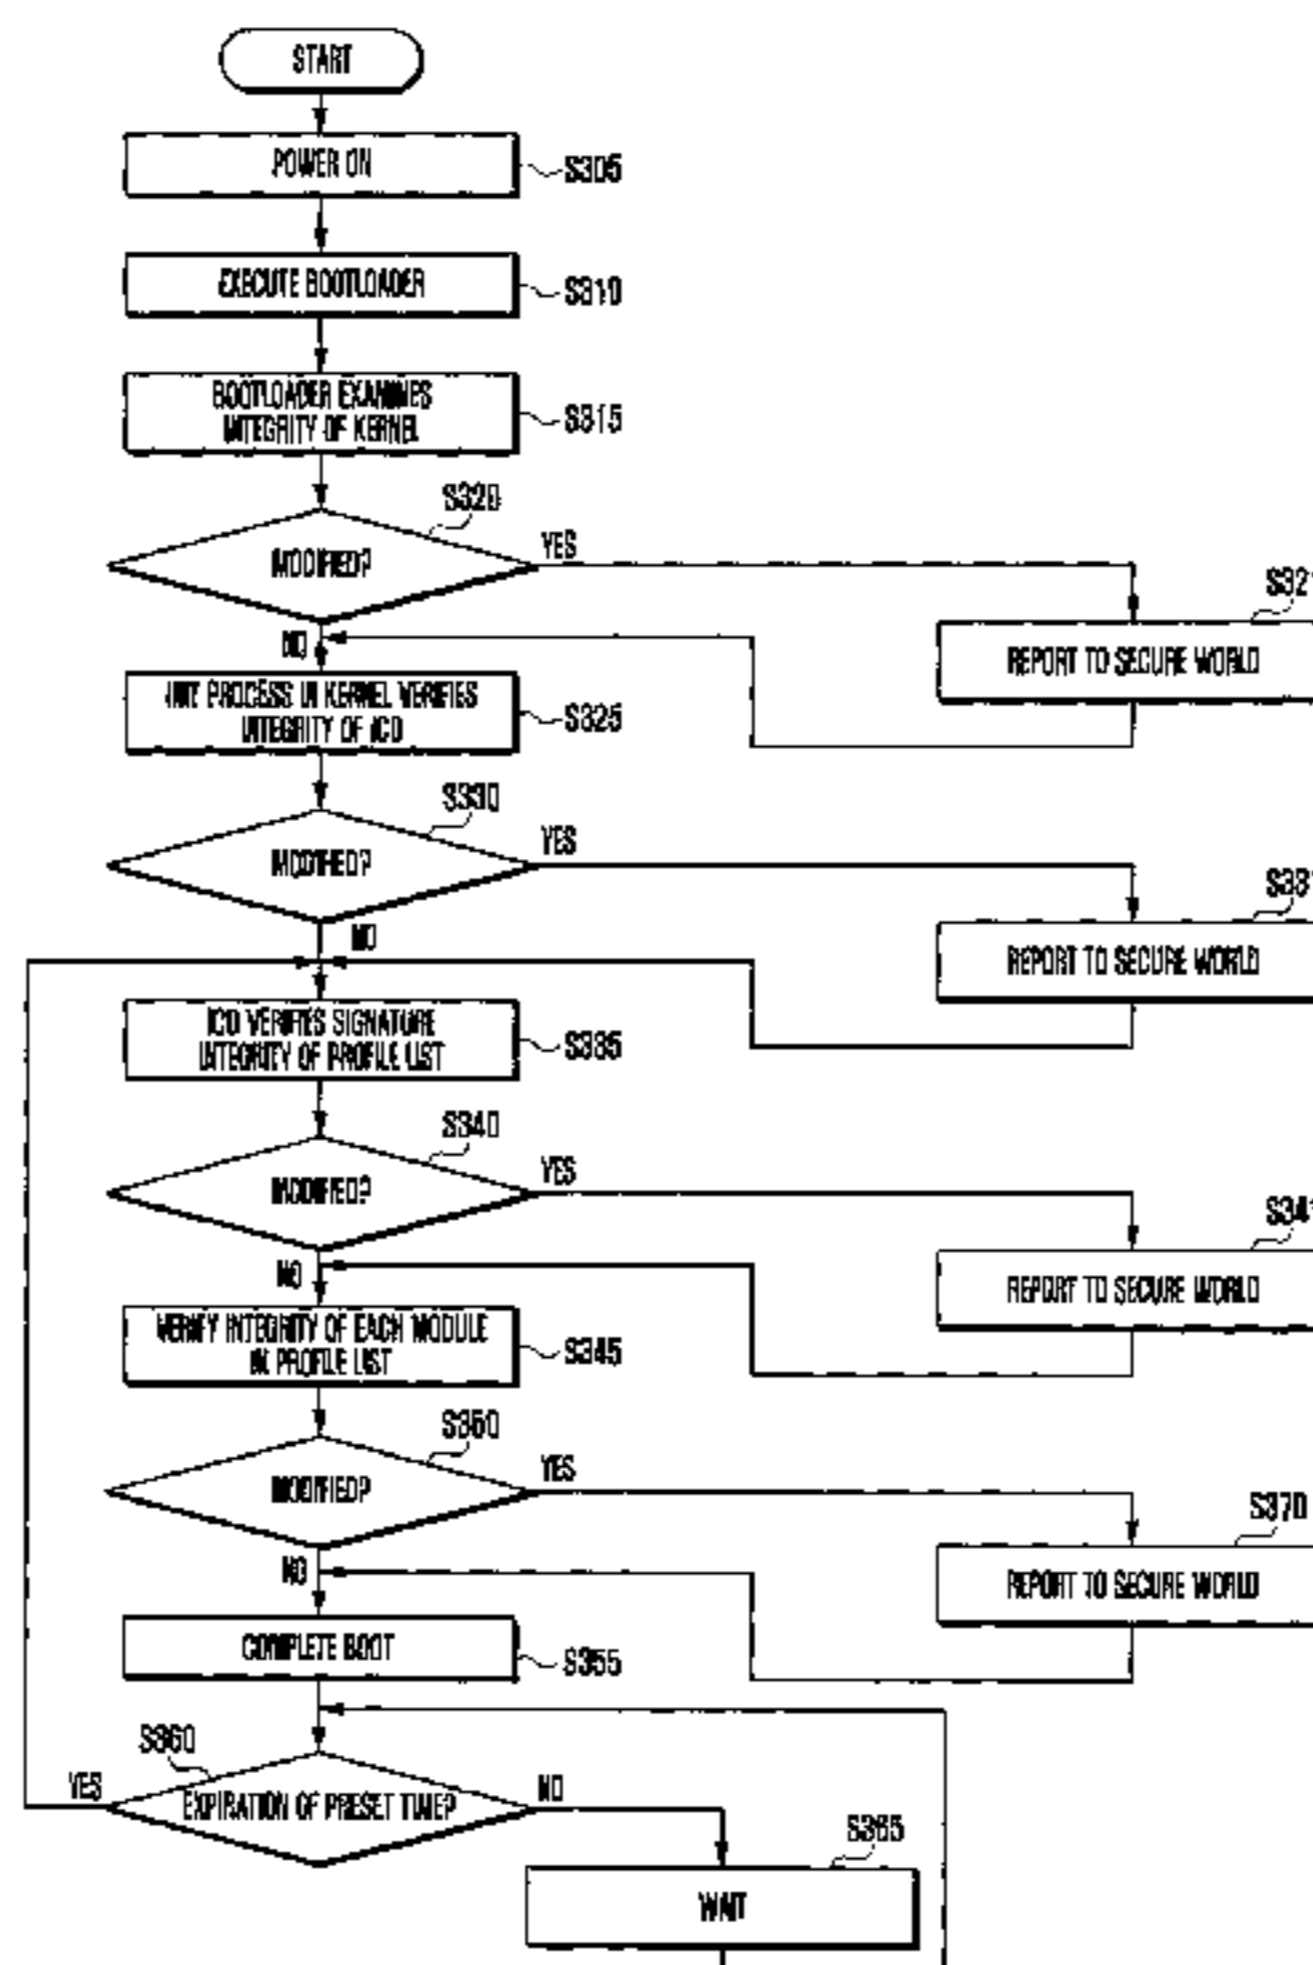 START
POWER ON
S305
EXECUTE BOOTLOADER
S310
BOOTLOADER EXAMINES
INTEGRITY OF KERNEL
S315
S320
MODIFIED?
YES
NO
S321
REPORT TO SECURE WORLD
INIT PROCESS IN KERNEL VERIFIES
INTEGRITY OF ICD
S325
S330
MODIFIED?
YES
NO
S331
REPORT TO SECURE WORLD
ICD VERIFIES SIGNATURE
INTEGRITY OF PROFILE LIST
S335
S340
MODIFIED?
YES
NO
S341
REPORT TO SECURE WORLD
VERIFY INTEGRITY OF EACH MODULE
IN PROFILE LIST
S345
S350
MODIFIED?
YES
NO
S370
REPORT TO SECURE WORLD
COMPLETE BOOT
S355
S360
YES
EXPIRATION OF PRESET TIME?
NO
S365
WAIT